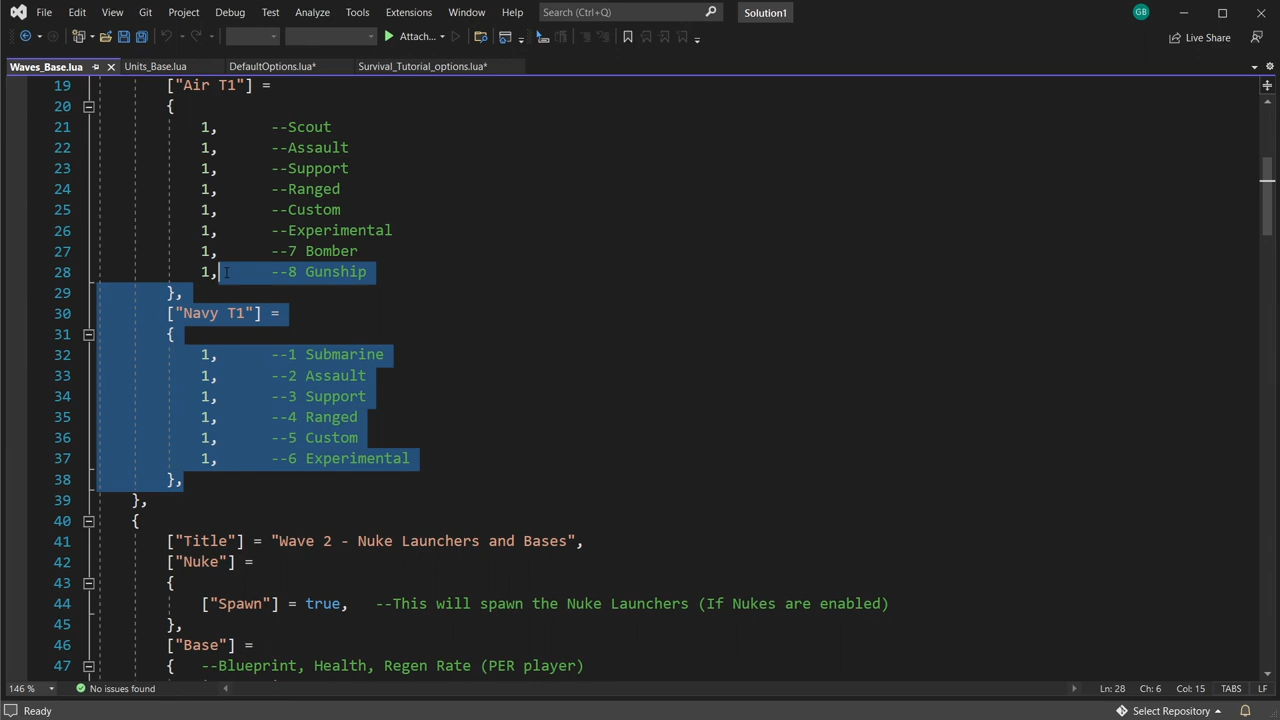 File Edit View Git Project Debug Test Analyze Tools Extensions Window Help Search (Ctrl+Q) Solution1 GB
Attach... Live Share
Waves_Base.lua Units_Base.lua DefaultOptions.lua* Survival_Tutorial_options.lua*
19 ["Air T1"] =
20 {
21 1, --Scout
22 1, --Assault
23 1, --Support
24 1, --Ranged
25 1, --Custom
26 1, --Experimental
27 1, --7 Bomber
28 1, --8 Gunship
29 },
30 ["Navy T1"] =
31 {
32 1, --1 Submarine
33 1, --2 Assault
34 1, --3 Support
35 1, --4 Ranged
36 1, --5 Custom
37 1, --6 Experimental
38 },
39 },
40 {
41 ["Title"] = "Wave 2 - Nuke Launchers and Bases",
42 ["Nuke"] =
43 {
44 ["Spawn"] = true, --This will spawn the Nuke Launchers (If Nukes are enabled)
45 },
46 ["Base"] =
47 { --Blueprint, Health, Regen Rate (PER player)
146 % No issues found Ln: 28 Ch: 6 Col: 15 TABS LF
Ready Select Repository